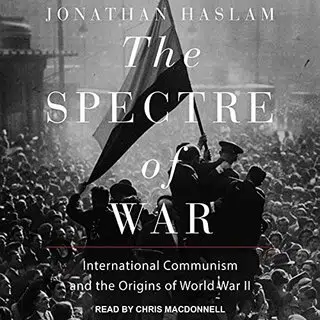 JONATHAN HASLAM
The
SPECTRE
of
WAR
International Communism
and the Origins of World War II
READ BY CHRIS MACDONNELL